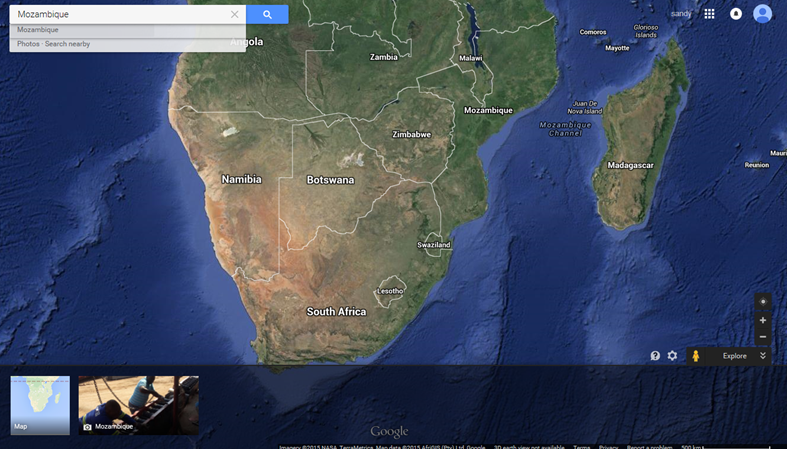 Mozambique
Mozambique
Photos · Search nearby
sandy
Angola
Zambia
Malawi
Comoros
Glorioso
Islands
Mayotte
Mozambique
Juan De
Nova Island
Mozambique
Channel
Zimbabwe
Madagascar
Namibia
Botswana
Reunion
Swaziland
Lesotho
South Africa
Explore
Map
Mozambique
Google
Imagery ©2015 NASA, TerraMetrics, Map data ©2015 AfriGIS (Pty) Ltd, Google
3D earth view not available
Terms
Privacy
Report a problem
500 km